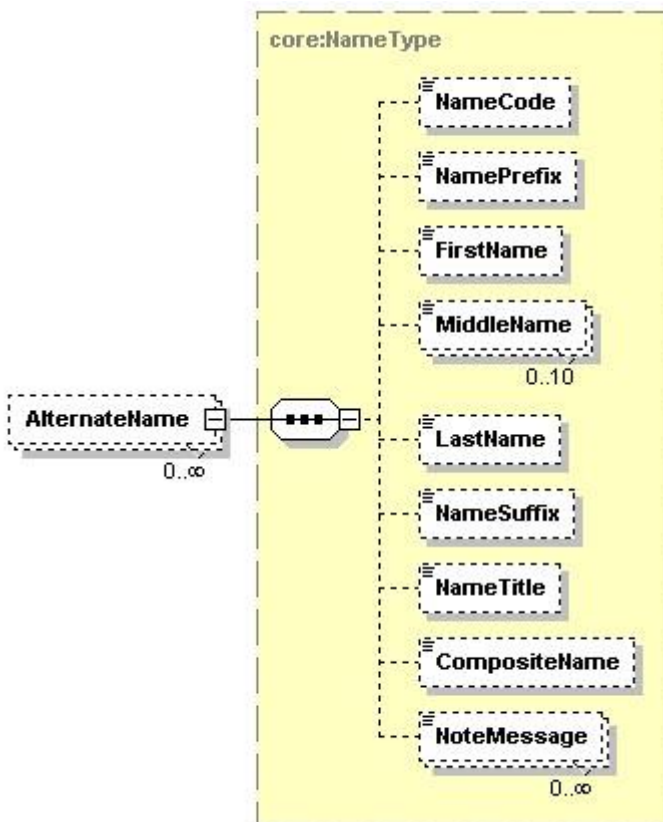 core:NameType
NameCode
NamePrefix
FirstName
MiddleName
0..10
AlternateName
0..∞
LastName
NameSuffix
NameTitle
CompositeName
NoteMessage
0..∞